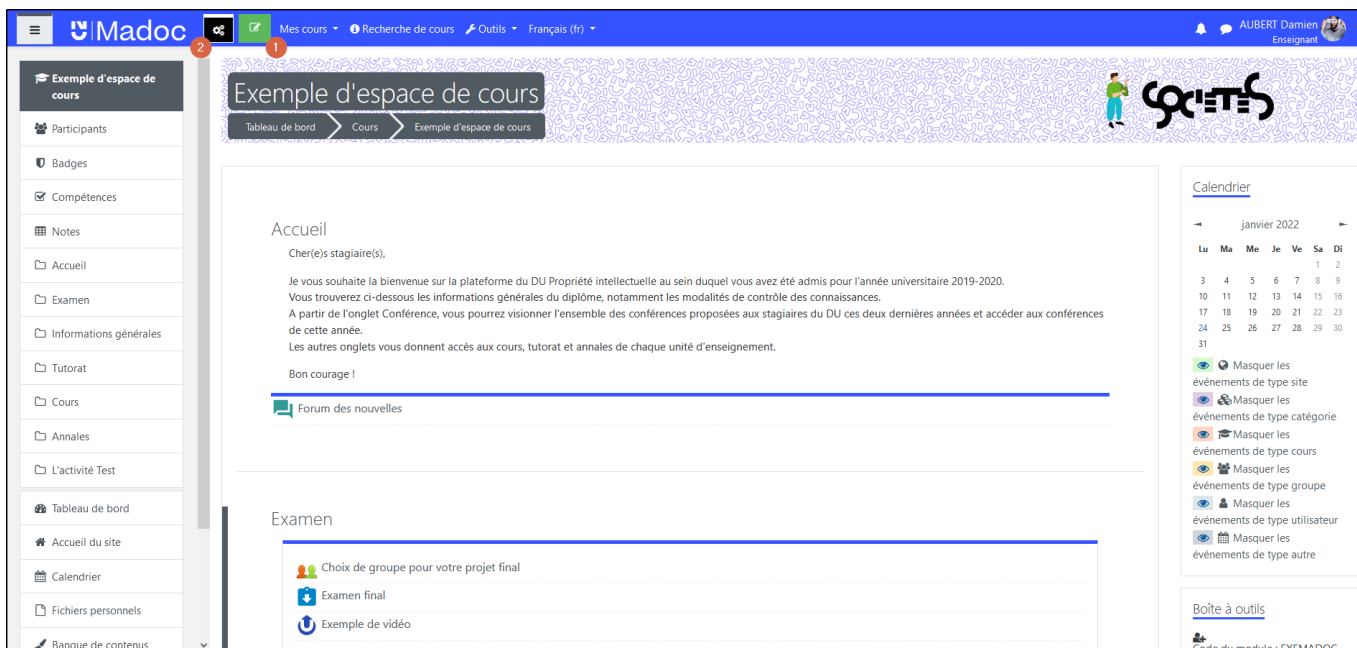 Madoc
Mes cours
Recherche de cours
Outils
Français (fr)
AUBERT Damien
Enseignant
2
1
Exemple d'espace de
cours
Participants
Badges
Compétences
Notes
Accueil
Examen
Informations générales
Tutorat
Cours
Annales
L'activité Test
Tableau de bord
Accueil du site
Calendrier
Fichiers personnels
Banque de contenus
Exemple d'espace de cours
Tableau de bord
Cours
Exemple d'espace de cours
SOCIETES
Accueil
Cher(e)s stagiaire(s),
Je vous souhaite la bienvenue sur la plateforme du DU Propriété intellectuelle au sein duquel vous avez été admis pour l'année universitaire 2019-2020.
Vous trouverez ci-dessous les informations générales du diplôme, notamment les modalités de contrôle des connaissances.
A partir de l'onglet Conférence, vous pourrez visionner l'ensemble des conférences proposées aux stagiaires du DU ces deux dernières années et accéder aux conférences
de cette année.
Les autres onglets vous donnent accès aux cours, tutorat et annales de chaque unité d'enseignement.
Bon courage !
Forum des nouvelles
Examen
Choix de groupe pour votre projet final
Examen final
Exemple de vidéo
Calendrier
janvier 2022
Lu Ma Me Je Ve Sa Di
1 2
3 4 5 6 7 8 9
10 11 12 13 14 15 16
17 18 19 20 21 22 23
24 25 26 27 28 29 30
31
Masquer les
événements de type site
Masquer les
événements de type catégorie
Masquer les
événements de type cours
Masquer les
événements de type groupe
Masquer les
événements de type utilisateur
Masquer les
événements de type autre
Boîte à outils
Code du module : EXEMADOC